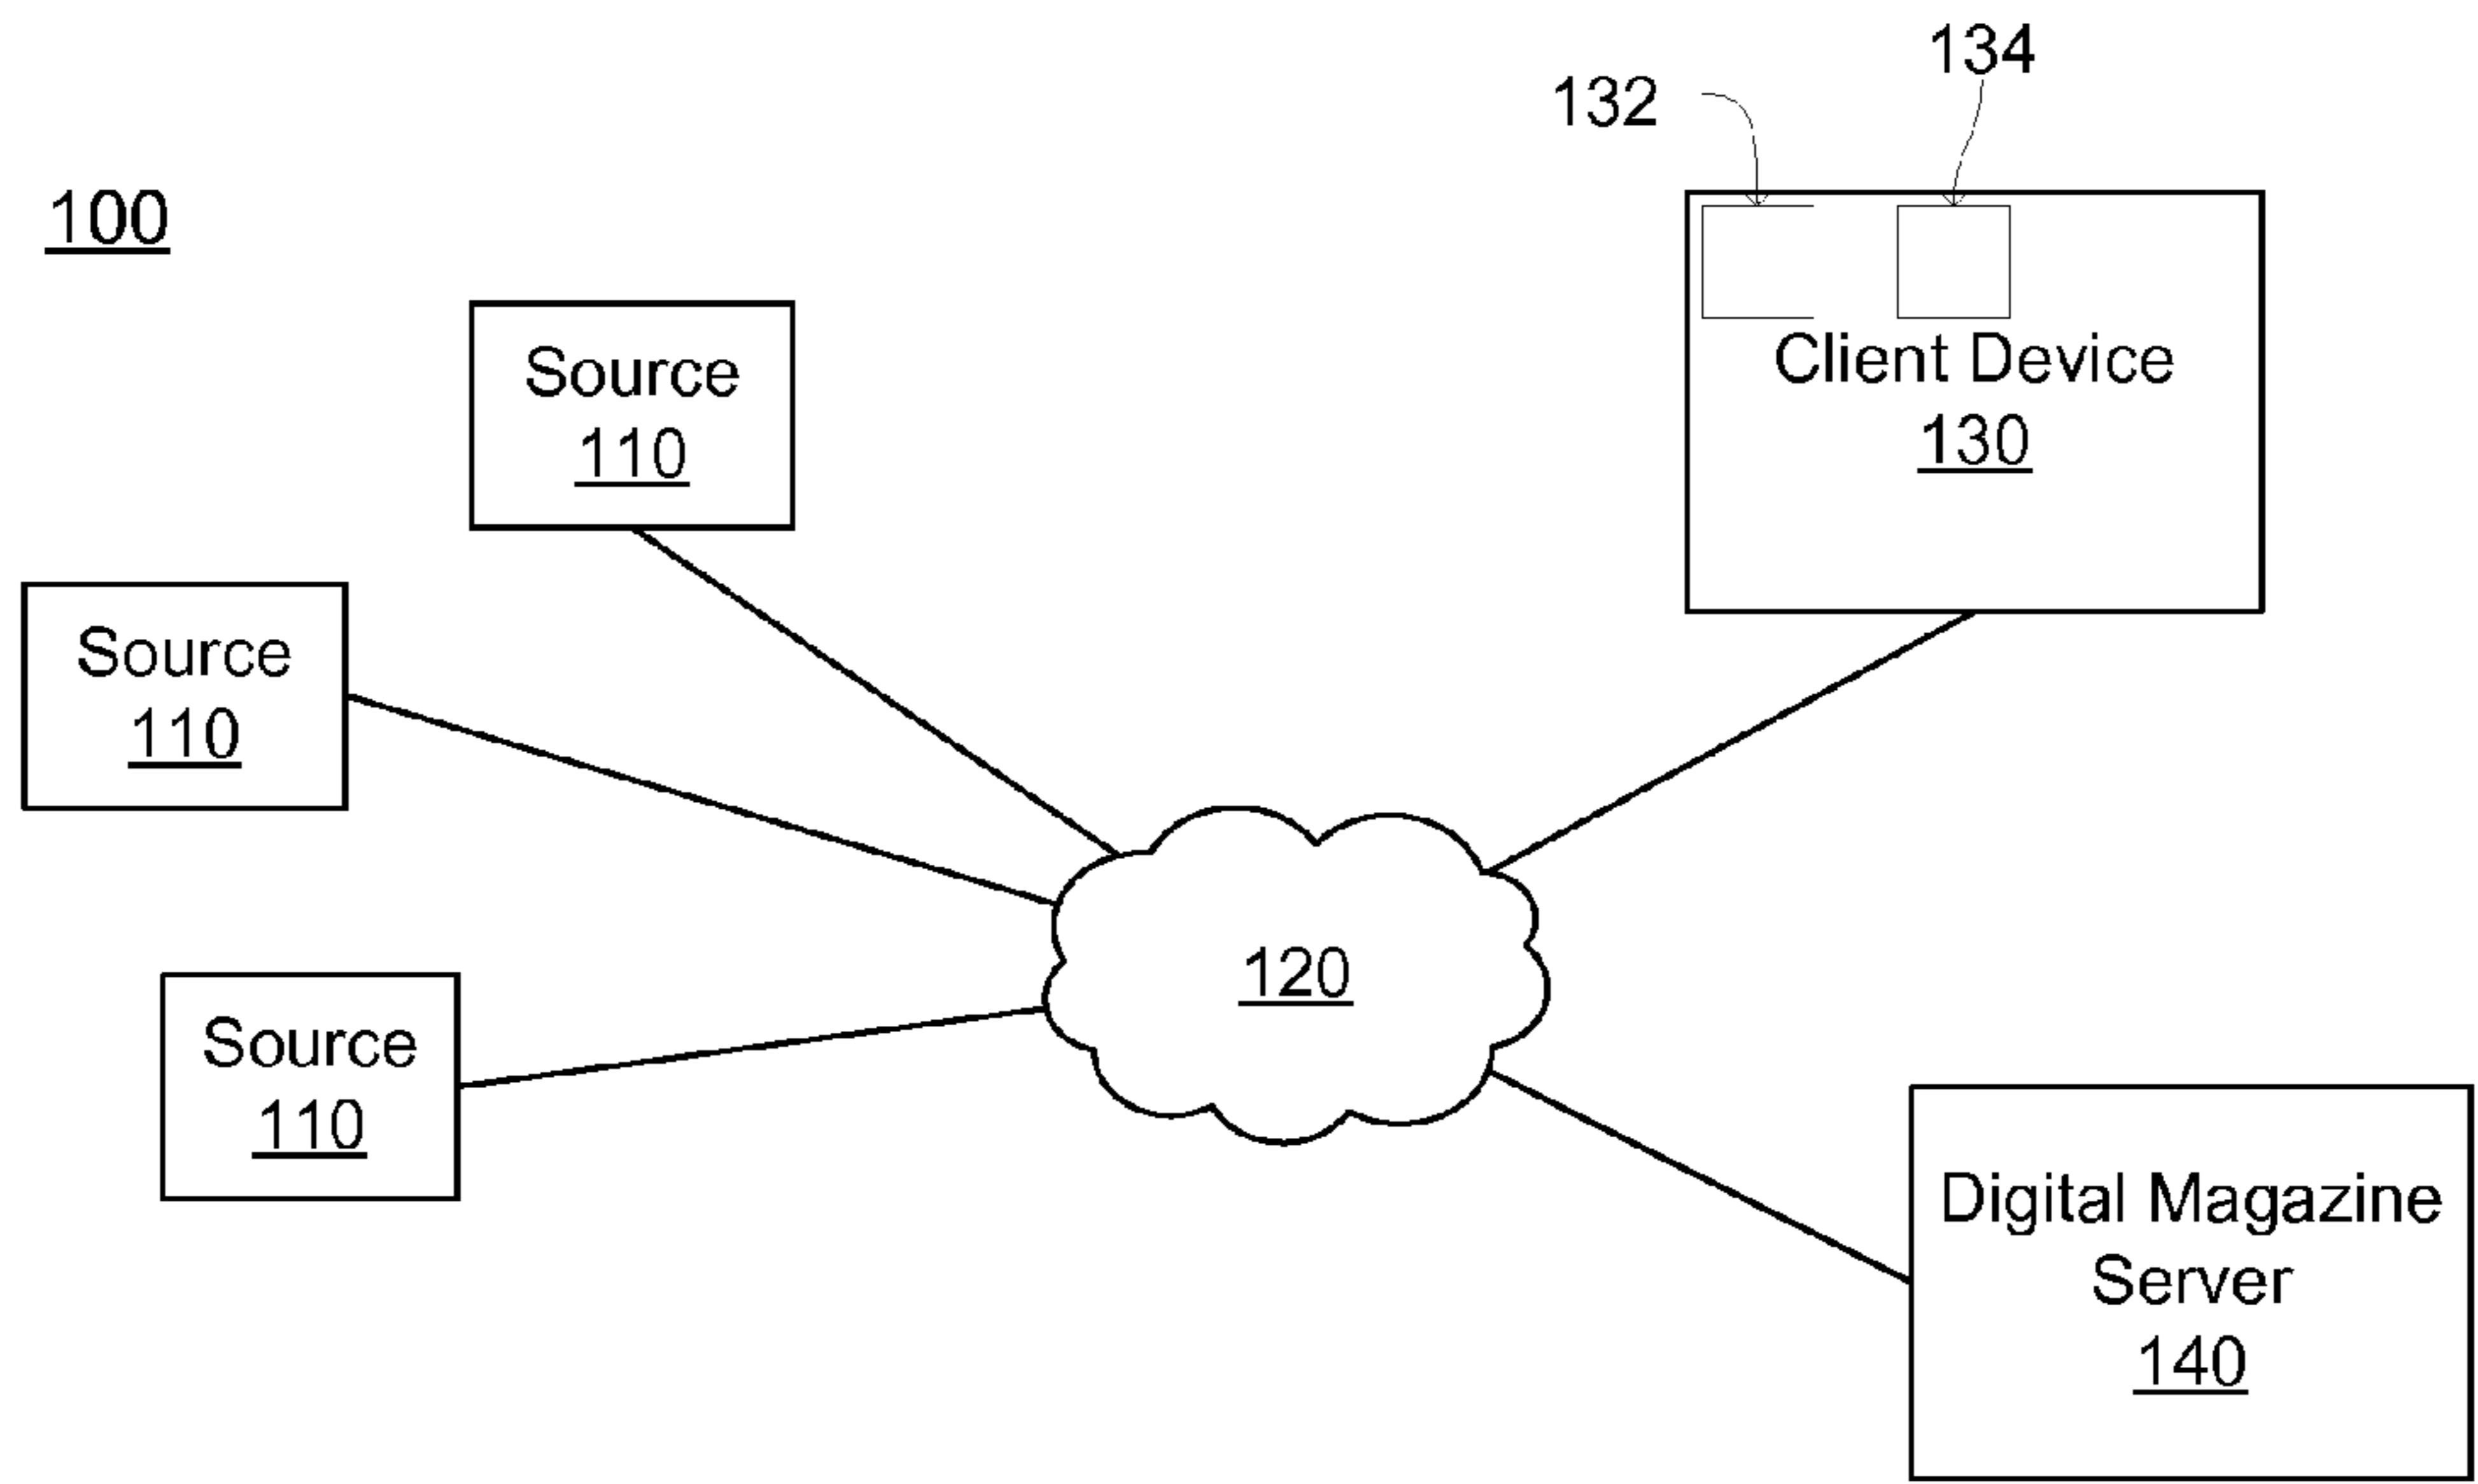 134
132
100
Source
110
Client Device
130
Source
110
120
Source
110
Digital Magazine
Server
140